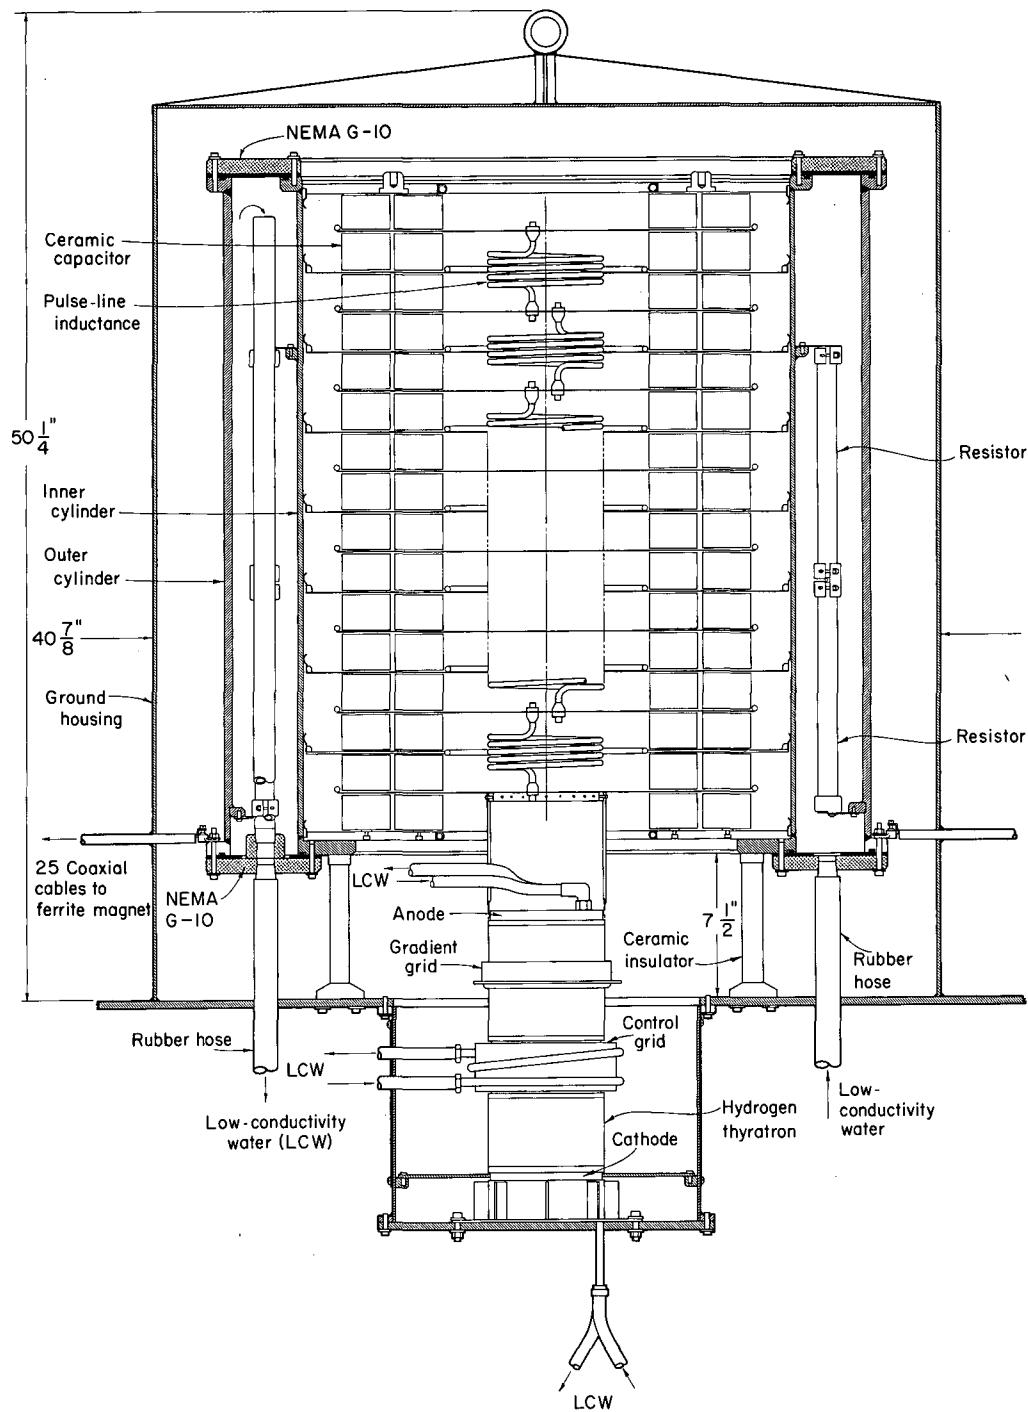 NEMA G-10
Ceramic
capacitor
Pulse-line
inductance
50 1/4"
Resistor
Inner
cylinder
Outer
cylinder
40 7/8"
Ground
housing
Resistor
25 Coaxial
cables to
ferrite magnet
NEMA
G-10
LCW
Anode
7 1/2"
Gradient
grid
Ceramic
insulator
Rubber
hose
Rubber hose
Control
grid
LCW
Low-conductivity
water (LCW)
Low-
conductivity
water
Hydrogen
thyratron
Cathode
LCW